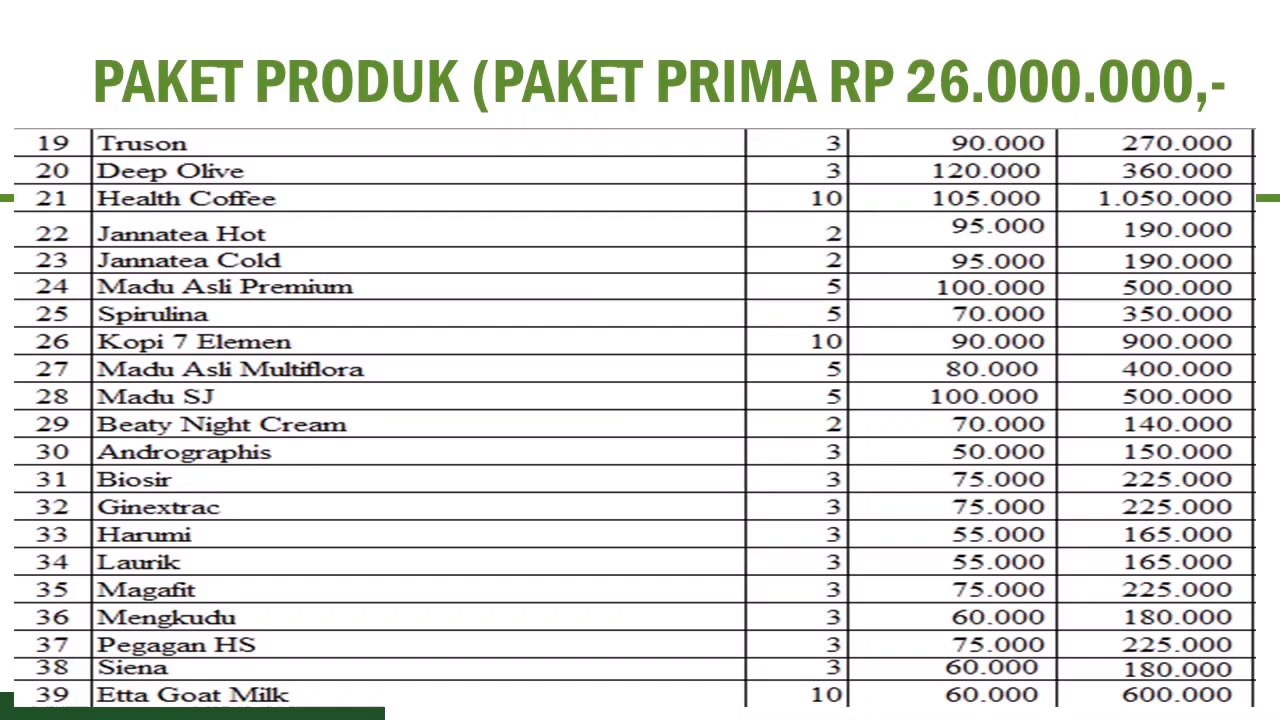 PAKET PRODUK (PAKET PRIMA RP 26.000.000,-
19 Truson 3 90.000 270.000
20 Deep Olive 3 120.000 360.000
21 Health Coffee 10 105.000 1.050.000
22 Jannatea Hot 2 95.000 190.000
23 Jannatea Cold 2 95.000 190.000
24 Madu Asli Premium 5 100.000 500.000
25 Spirulina 5 70.000 350.000
26 Kopi 7 Elemen 10 90.000 900.000
27 Madu Asli Multiflora 5 80.000 400.000
28 Madu SJ 5 100.000 500.000
29 Beaty Night Cream 2 70.000 140.000
30 Andrographis 3 50.000 150.000
31 Biosir 3 75.000 225.000
32 Ginextrac 3 75.000 225.000
33 Harumi 3 55.000 165.000
34 Laurik 3 55.000 165.000
35 Magafit 3 75.000 225.000
36 Mengkudu 3 60.000 180.000
37 Pegagan HS 3 75.000 225.000
38 Siena 3 60.000 180.000
39 Etta Goat Milk 10 60.000 600.000